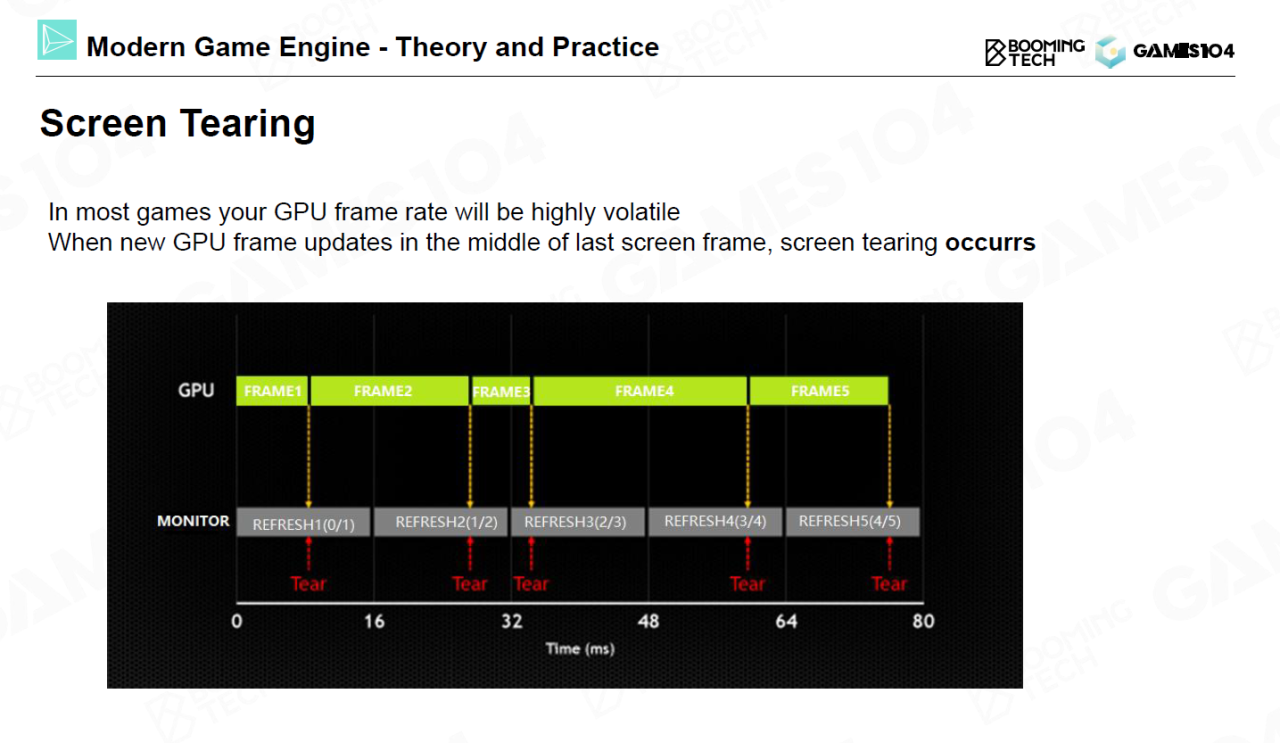 Modern Game Engine - Theory and Practice
BOOMING
TECH
GAMES104
Screen Tearing
In most games your GPU frame rate will be highly volatile
When new GPU frame updates in the middle of last screen frame, screen tearing occurrs
GPU FRAME1 FRAME2 FRAME3 FRAME4 FRAME5
MONITOR REFRESH1(0/1) REFRESH2(1/2) REFRESH3(2/3) REFRESH4(3/4) REFRESH5(4/5)
Tear Tear Tear Tear Tear
0 16 32 48 64 80
Time (ms)